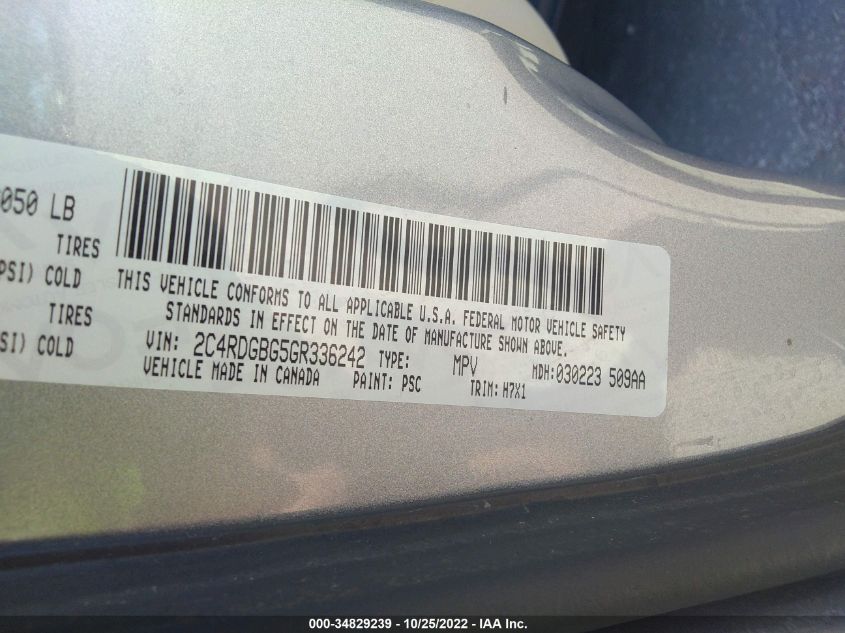 050 LB
TIRES
PSI) COLD
TIRES
SI) COLD
THIS VEHICLE CONFORMS TO ALL APPLICABLE U.S.A. FEDERAL MOTOR VEHICLE SAFETY
STANDARDS IN EFFECT ON THE DATE OF MANUFACTURE SHOWN ABOVE.
VIN: 2C4RDGBG5GR336242 TYPE: MPV MDH:030223 509AA
VEHICLE MADE IN CANADA PAINT: PSC TRIM: H7X1
000-34829239 - 10/25/2022 - IAA Inc.